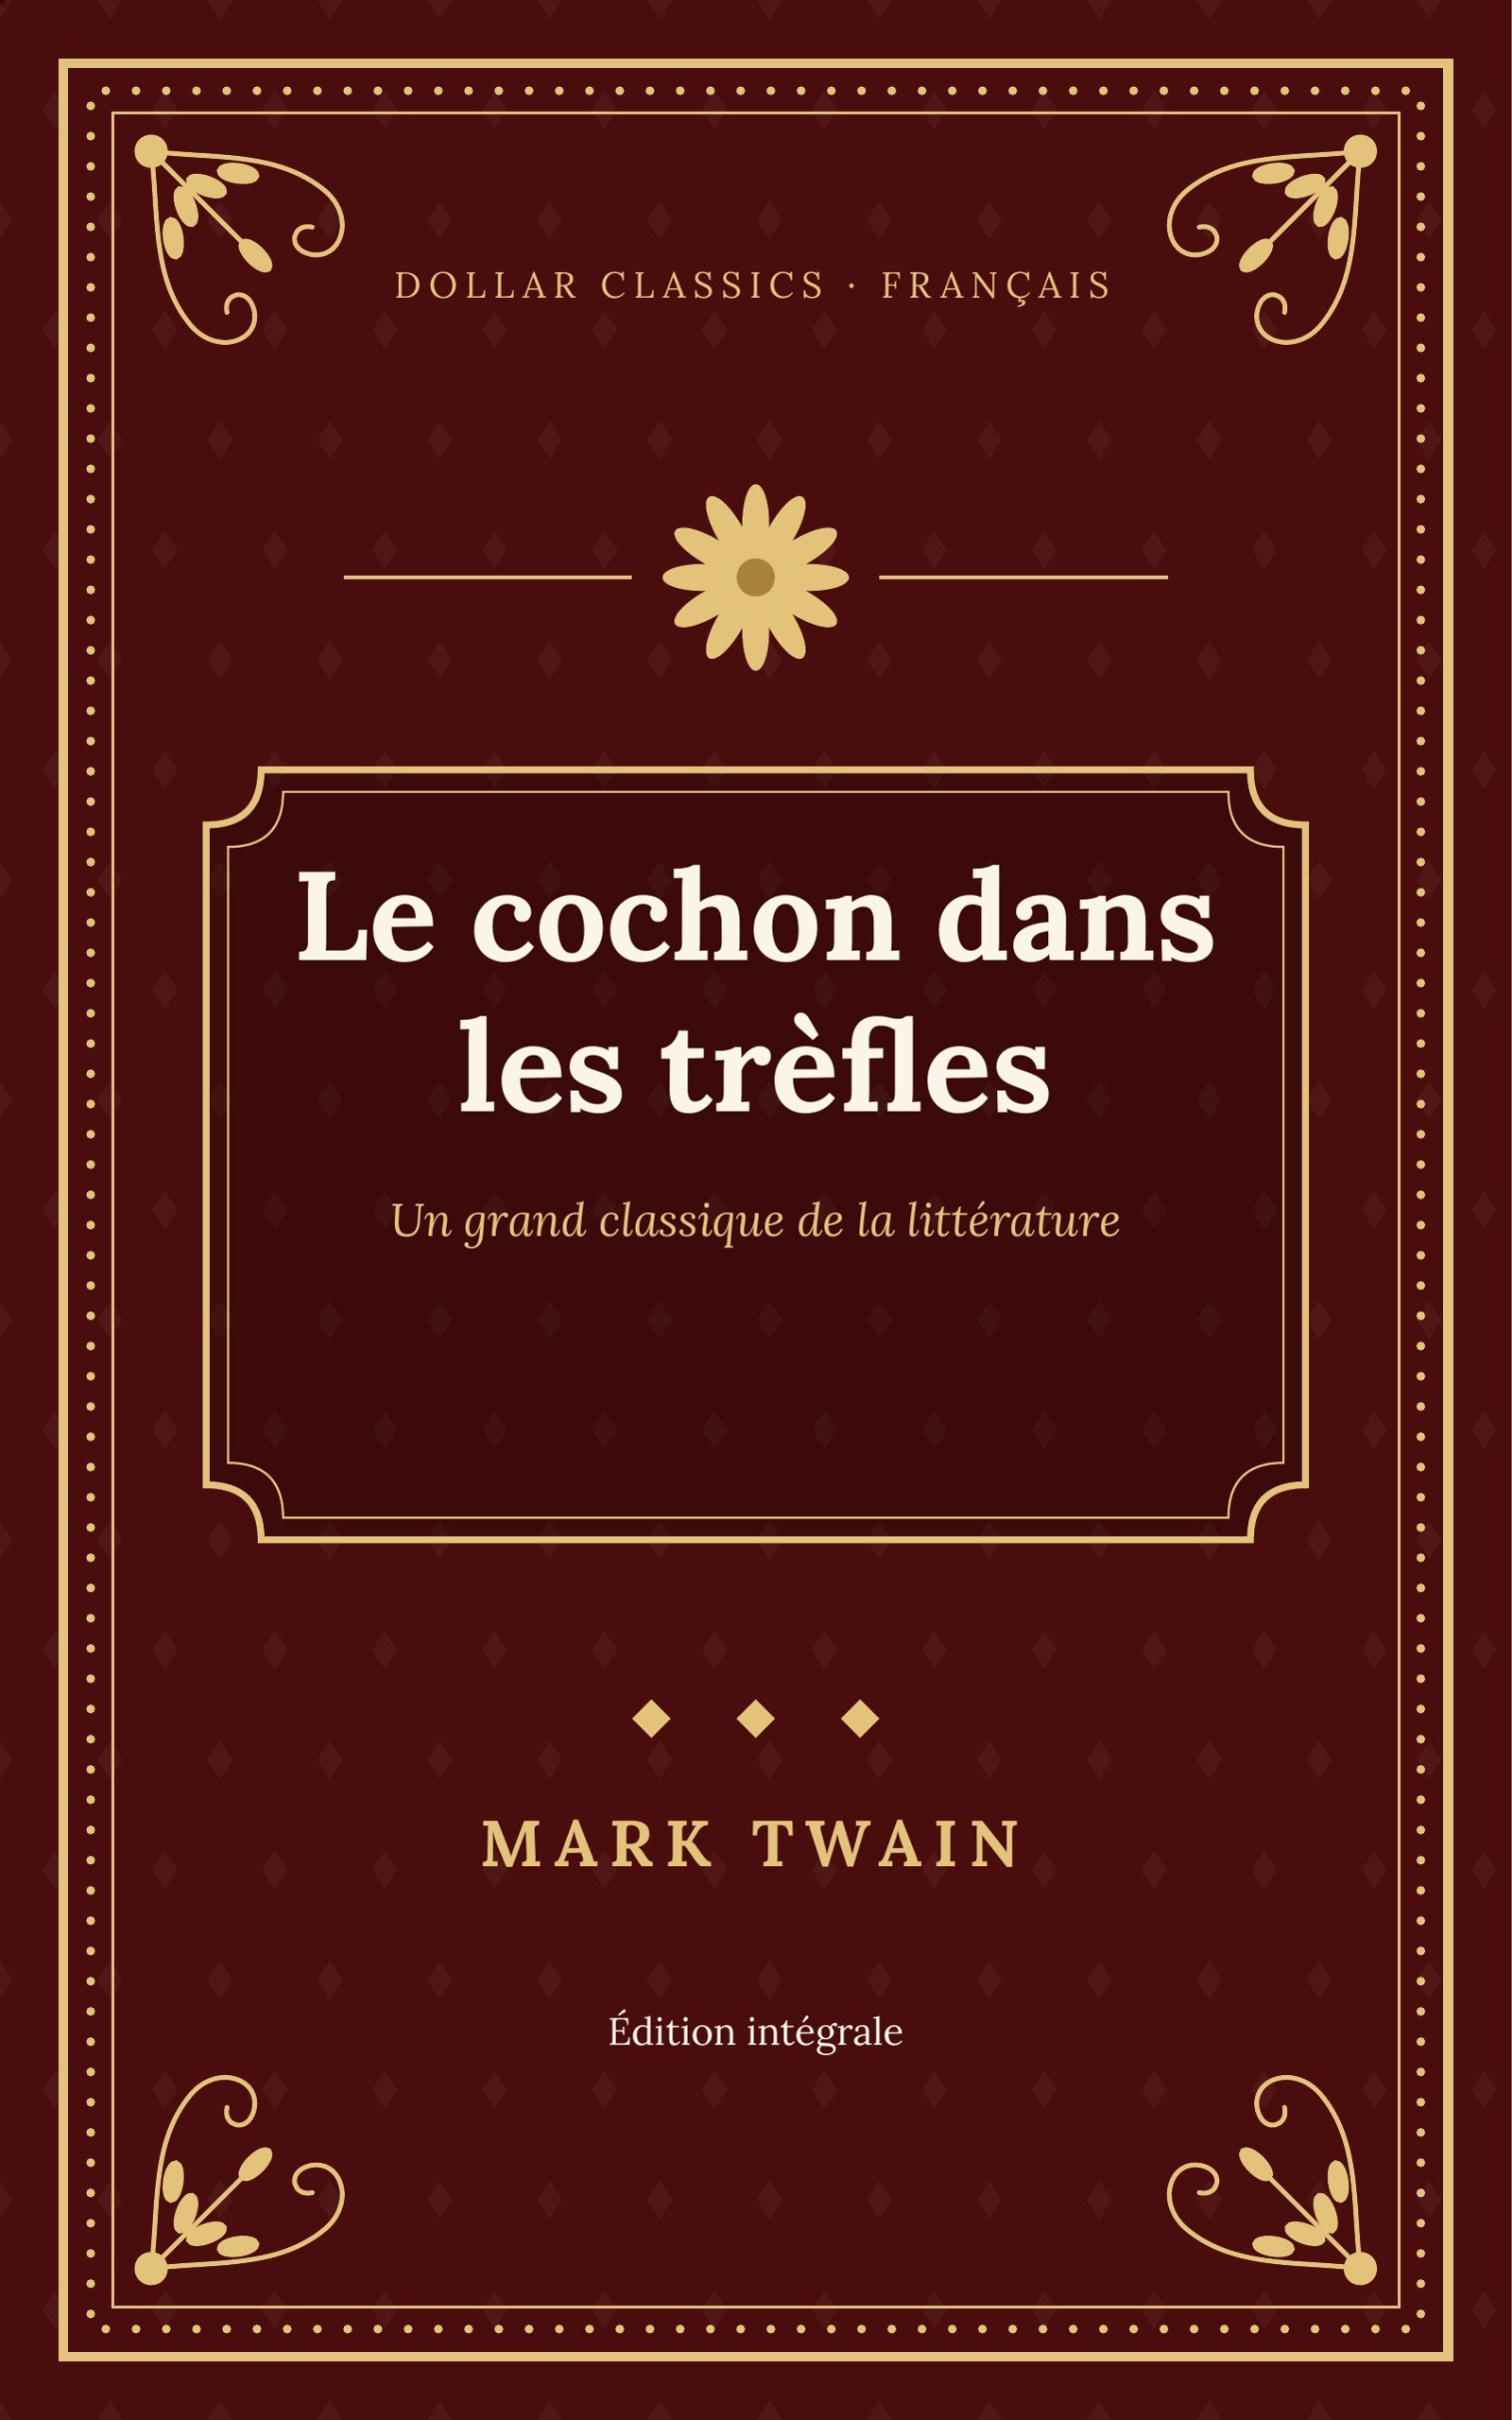 DOLLAR CLASSICS · FRANÇAIS
Le cochon dans
les trèfles
Un grand classique de la littérature
MARK TWAIN
Édition intégrale